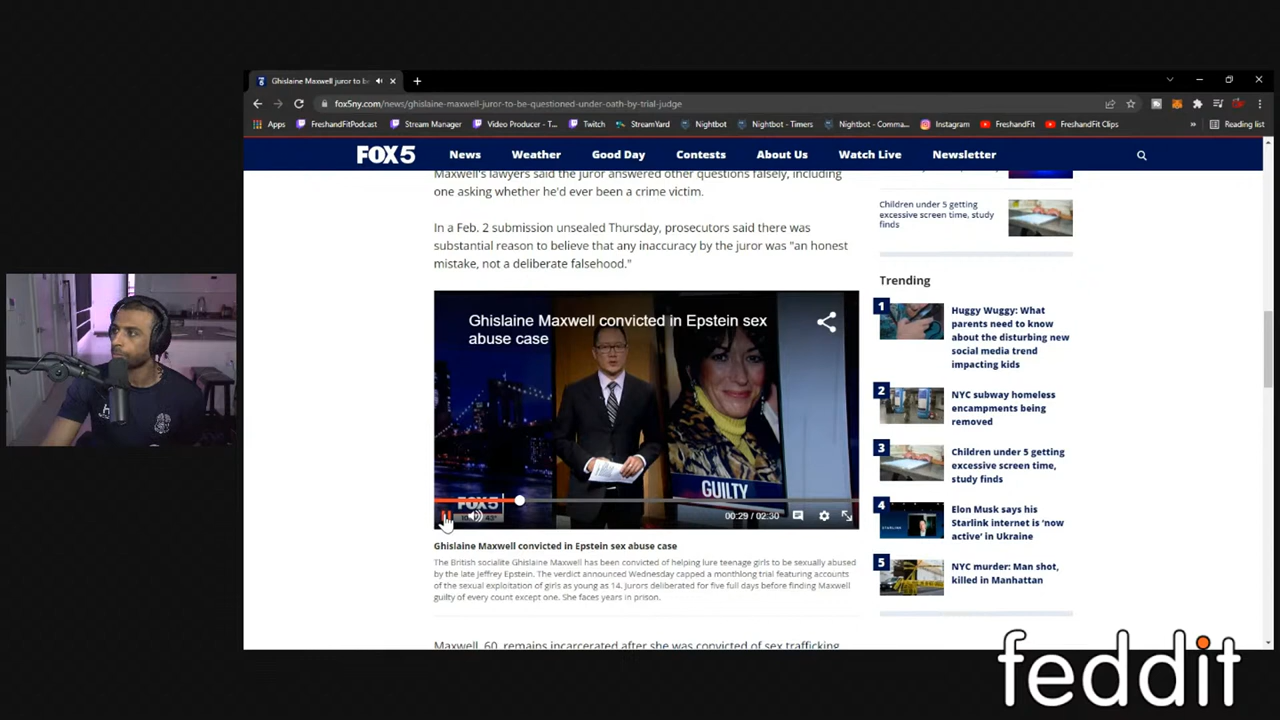 Ghislaine Maxwell juror to be
fox5ny.com/news/ghislaine-maxwell-juror-to-be-questioned-under-oath-by-trial-judge
Apps FreshandFitPodcast Stream Manager Video Producer - T... Twitch StreamYard Nightbot Nightbot - Timers Nightbot - Comma... Instagram FreshandFit FreshandFit Clips » Reading list
FOX 5 News Weather Good Day Contests About Us Watch Live Newsletter
Maxwell's lawyers said the juror answered other questions falsely, including
one asking whether he'd ever been a crime victim.
In a Feb. 2 submission unsealed Thursday, prosecutors said there was
substantial reason to believe that any inaccuracy by the juror was "an honest
mistake, not a deliberate falsehood."
Ghislaine Maxwell convicted in Epstein sex
abuse case
GUILTY
FOX5
00:29 / 02:30
Ghislaine Maxwell convicted in Epstein sex abuse case
The British socialite Ghislaine Maxwell has been convicted of helping lure teenage girls to be sexually abused
by the late Jeffrey Epstein. The verdict announced Wednesday capped a monthlong trial featuring accounts
of the sexual exploitation of girls as young as 14. Jurors deliberated for five full days before finding Maxwell
guilty of every count except one. She faces years in prison.
Maxwell, 60, remains incarcerated after she was convicted of sex trafficking
Children under 5 getting
excessive screen time, study
finds
Trending
1
Huggy Wuggy: What
parents need to know
about the disturbing new
social media trend
impacting kids
2
NYC subway homeless
encampments being
removed
3
Children under 5 getting
excessive screen time,
study finds
4
Elon Musk says his
Starlink internet is 'now
active' in Ukraine
5
NYC murder: Man shot,
killed in Manhattan
feddit